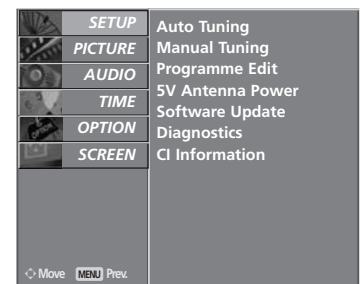 SETUP
PICTURE
AUDIO
TIME
OPTION
SCREEN
Auto Tuning
Manual Tuning
Programme Edit
5V Antenna Power
Software Update
Diagnostics
CI Information
Move MENU Prev.